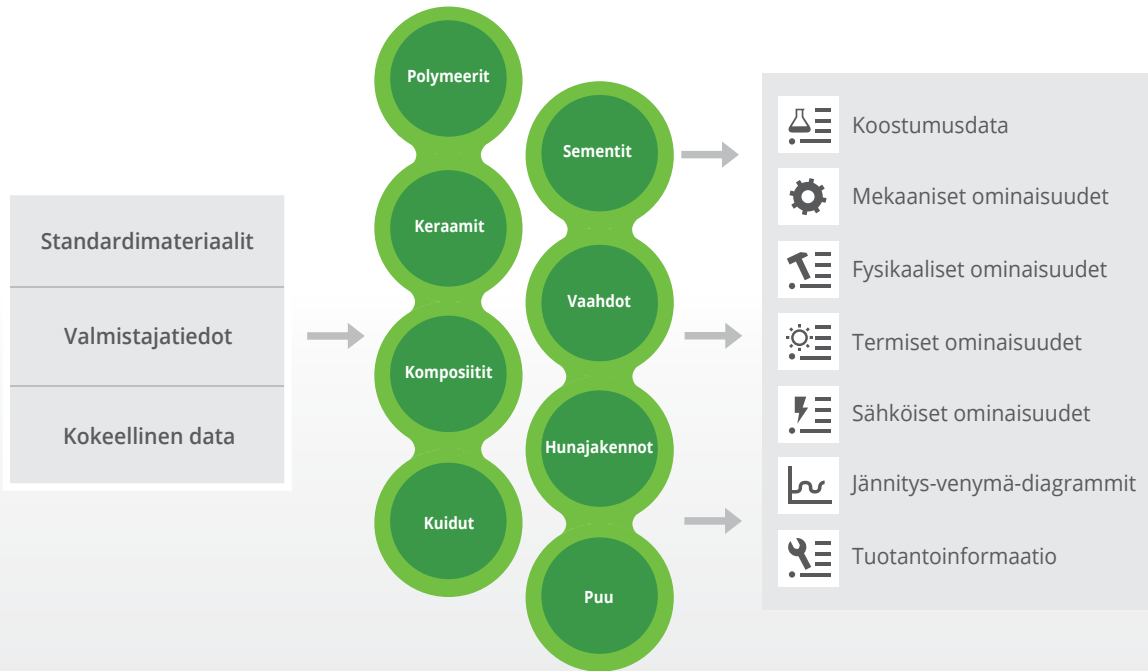 Standardimateriaalit
Valmistajatiedot
Kokeellinen data
Polymeerit
Keraamit
Komposiitit
Kuidut
Sementit
Vaahdot
Hunajakennot
Puu
Koostumusdata
Mekaaniset ominaisuudet
Fysikaaliset ominaisuudet
Termiset ominaisuudet
Sähköiset ominaisuudet
Jännitys-venymä-diagrammit
Tuotantoinformaatio